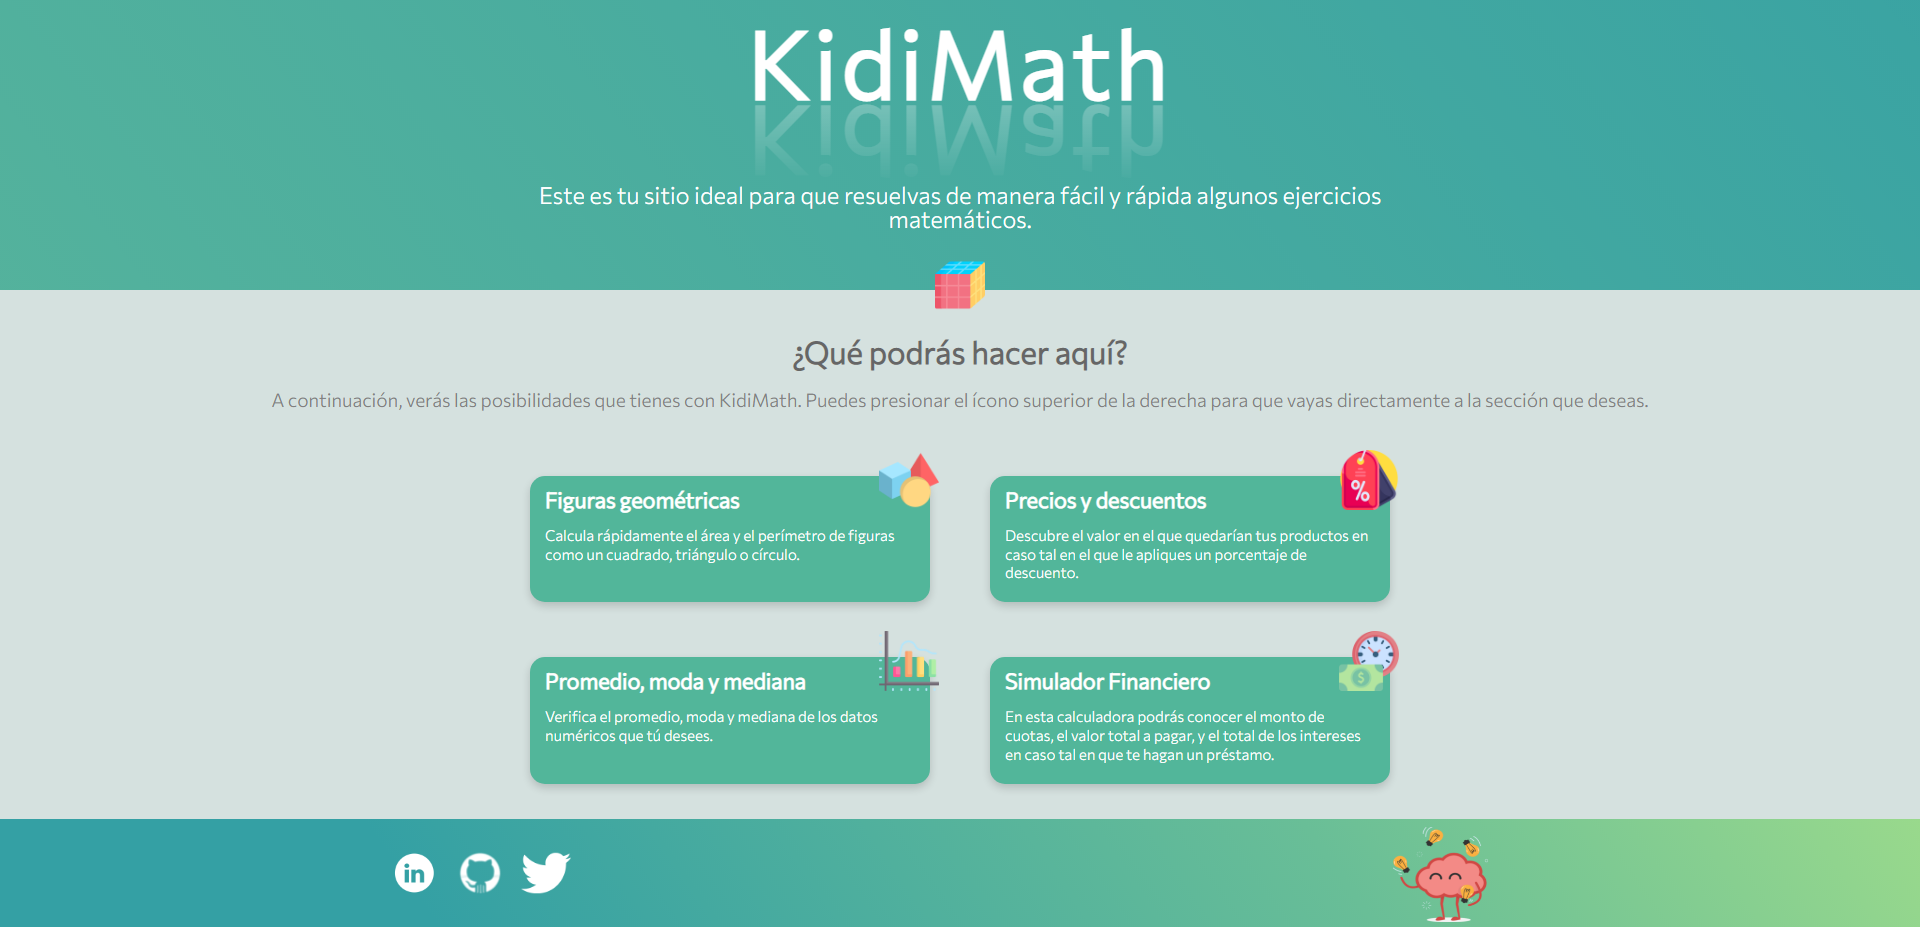 KidiMath
Este es tu sitio ideal para que resuelvas de manera fácil y rápida algunos ejercicios
matemáticos.
¿Qué podrás hacer aquí?
A continuación, verás las posibilidades que tienes con KidiMath. Puedes presionar el ícono superior de la derecha para que vayas directamente a la sección que deseas.
Figuras geométricas
Calcula rápidamente el área y el perímetro de figuras
como un cuadrado, triángulo o círculo.
%
Precios y descuentos
Descubre el valor en el que quedarían tus productos en
caso tal en el que le apliques un porcentaje de
descuento.
Promedio, moda y mediana
Verifica el promedio, moda y mediana de los datos
numéricos que tú desees.
$
Simulador Financiero
En esta calculadora podrás conocer el monto de
cuotas, el valor total a pagar, y el total de los intereses
en caso tal en que te hagan un préstamo.
in